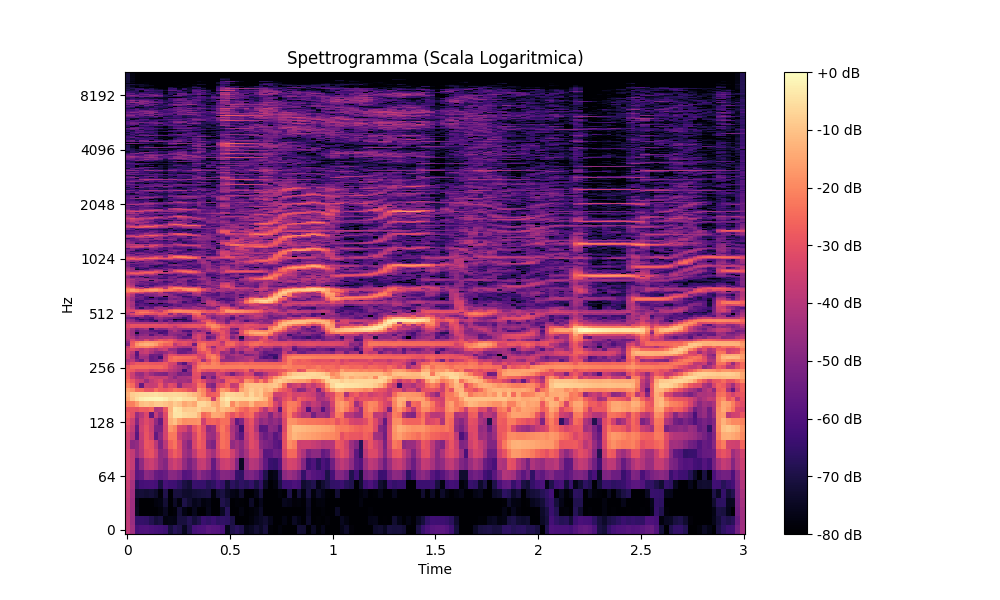 Spettrogramma (Scala Logaritmica)
Hz
8192
4096
2048
1024
512
256
128
64
0
0 0.5 1 1.5 2 2.5 3
Time
+0 dB
-10 dB
-20 dB
-30 dB
-40 dB
-50 dB
-60 dB
-70 dB
-80 dB